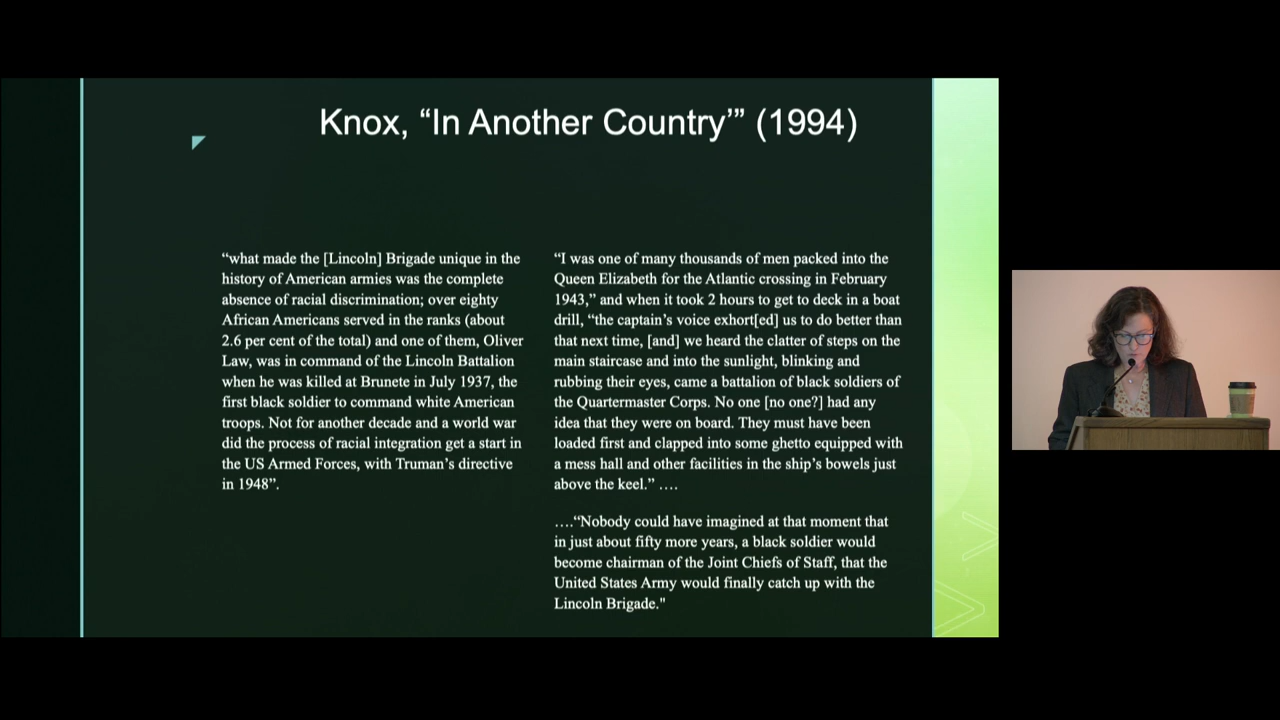 Knox, “In Another Country’” (1994)
“what made the [Lincoln] Brigade unique in the
history of American armies was the complete
absence of racial discrimination; over eighty
African Americans served in the ranks (about
2.6 per cent of the total) and one of them, Oliver
Law, was in command of the Lincoln Battalion
when he was killed at Brunete in July 1937, the
first black soldier to command white American
troops. Not for another decade and a world war
did the process of racial integration get a start in
the US Armed Forces, with Truman’s directive
in 1948”.
“I was one of many thousands of men packed into the
Queen Elizabeth for the Atlantic crossing in February
1943,” and when it took 2 hours to get to deck in a boat
drill, “the captain’s voice exhort[ed] us to do better than
that next time, [and] we heard the clatter of steps on the
main staircase and into the sunlight, blinking and
rubbing their eyes, came a battalion of black soldiers of
the Quartermaster Corps. No one [no one?] had any
idea that they were on board. They must have been
loaded first and clapped into some ghetto equipped with
a mess hall and other facilities in the ship’s bowels just
above the keel.” ….
….“Nobody could have imagined at that moment that
in just about fifty more years, a black soldier would
become chairman of the Joint Chiefs of Staff, that the
United States Army would finally catch up with the
Lincoln Brigade."